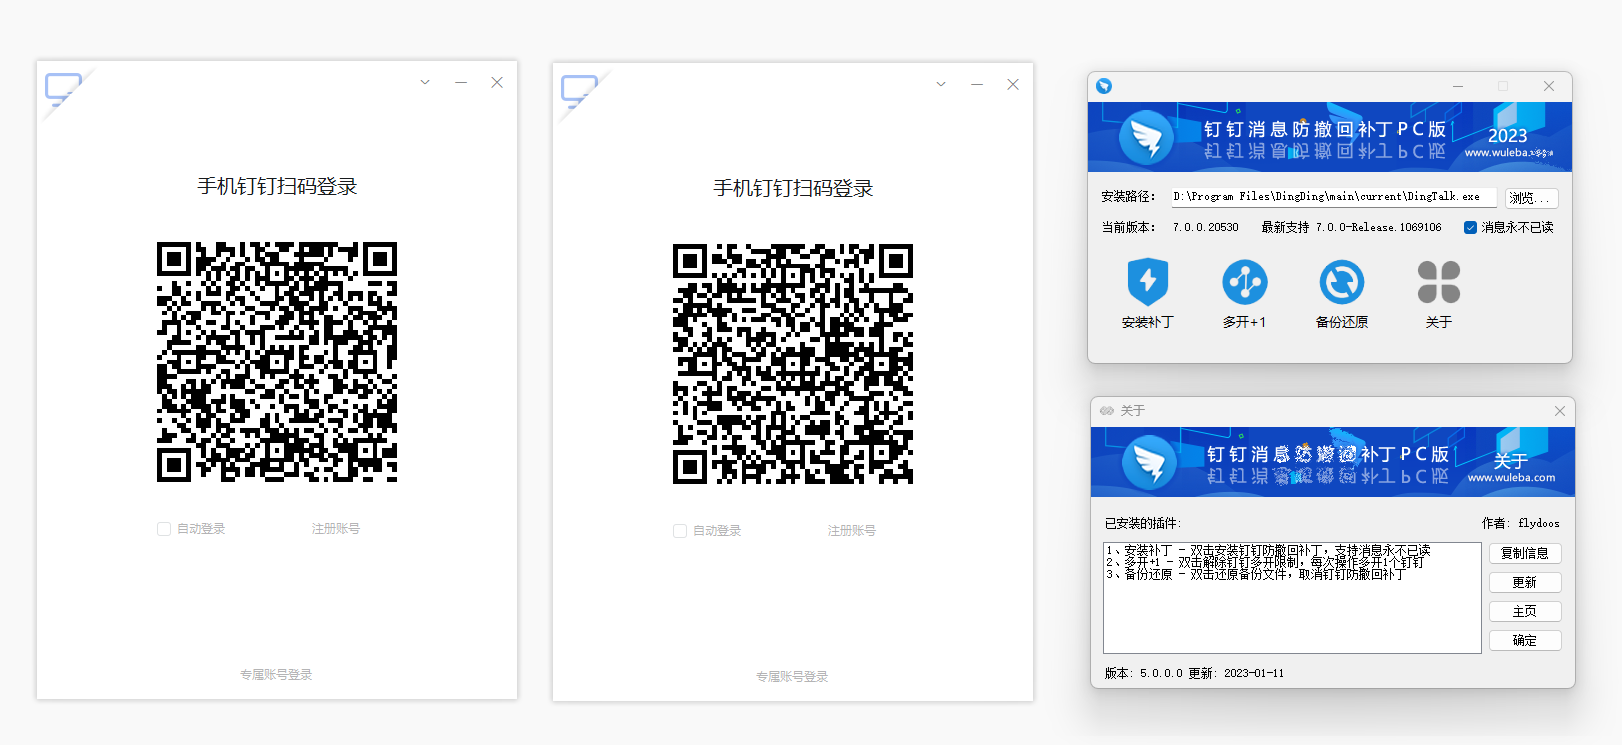 手机钉钉扫码登录
自动登录
注册账号
专属账号登录
手机钉钉扫码登录
自动登录
注册账号
专属账号登录
钉钉消息防撤回补丁PC版
2023
www.wuleba
安装路径：
D:\Program Files\DingDing\main\current\DingTalk.exe
浏览...
当前版本： 7.0.0.20530 最新支持 7.0.0-Release.1069106
消息永不已读
安装补丁
多开+1
备份还原
关于
关于
钉钉消息防撤回补丁PC版
关于
www.wuleba.com
已安装的插件:
作者: flydoos
1、安装补丁 - 双击安装钉钉防撤回补丁，支持消息永不已读
2、多开+1 - 双击解除钉钉多开限制，每次操作多开1个钉钉
3、备份还原 - 双击还原备份文件，取消钉钉防撤回补丁
复制信息
更新
主页
确定
版本: 5.0.0.0 更新: 2023-01-11